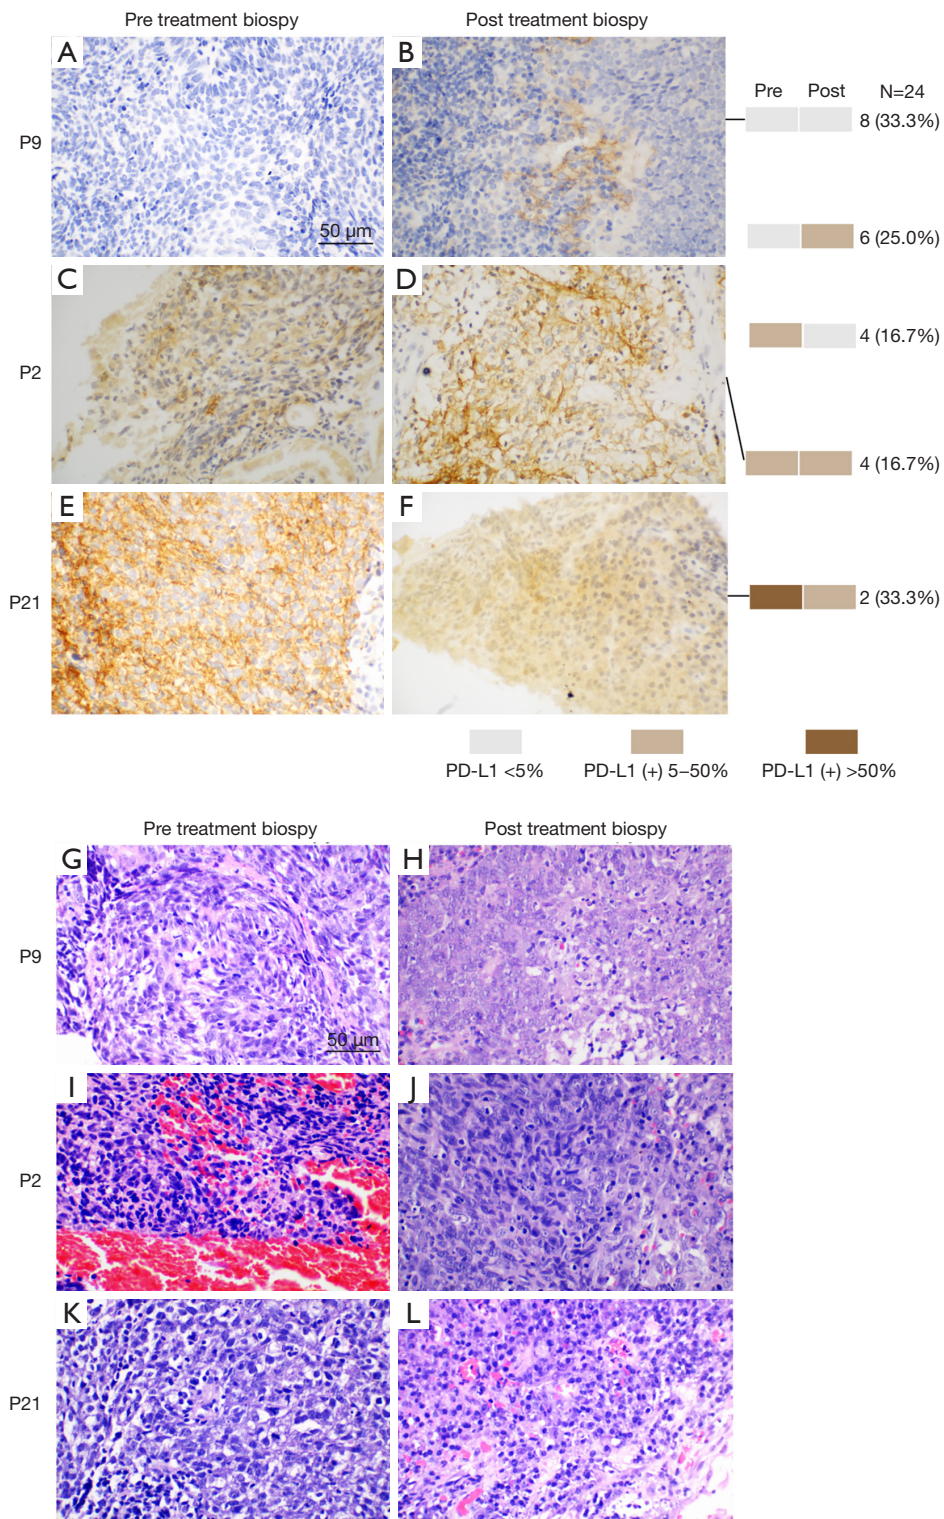 Pre treatment biospy
Post treatment biospy
A
B
Pre
Post
N=24
P9
8 (33.3%)
50 µm
6 (25.0%)
C
D
P2
4 (16.7%)
4 (16.7%)
E
F
P21
2 (33.3%)
PD-L1 <5%
PD-L1 (+) 5–50%
PD-L1 (+) >50%
Pre treatment biospy
Post treatment biospy
G
H
P9
50 µm
I
J
P2
K
L
P21